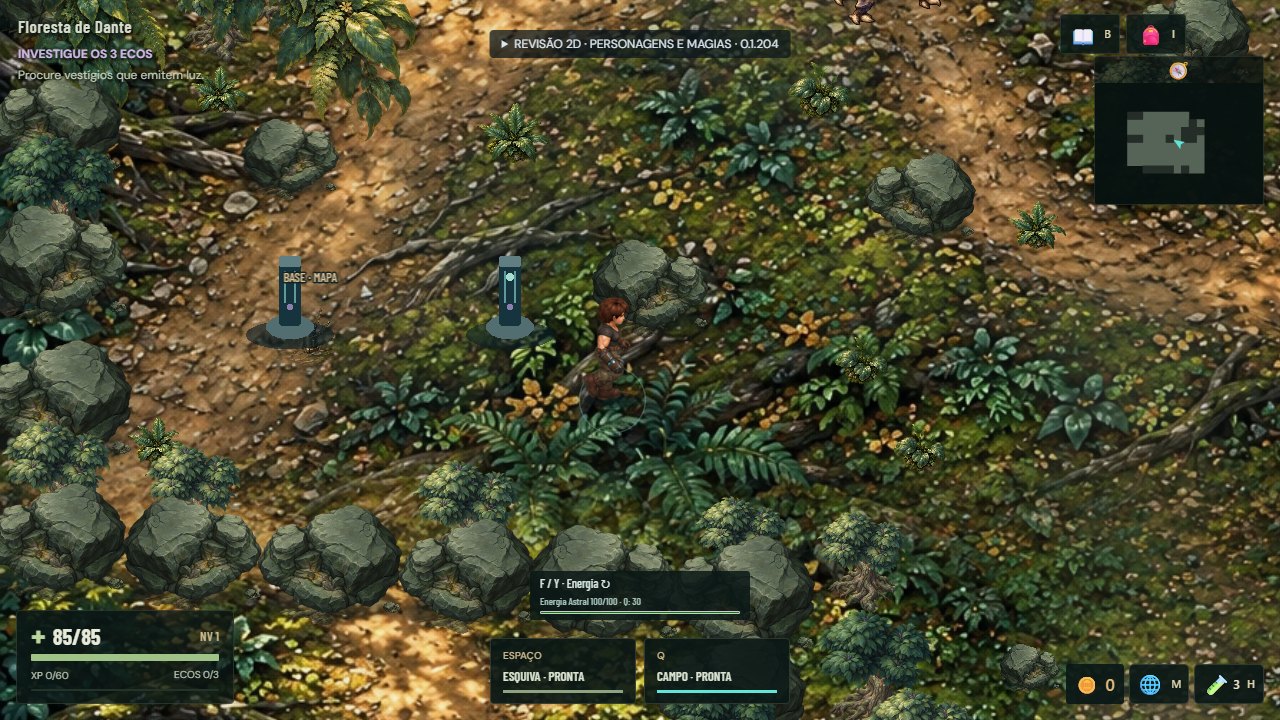 Floresta de Dante
INVESTIGUE OS 3 ECOS
Procure vestígios que emitem luz.
▶ REVISÃO 2D · PERSONAGENS E MAGIAS · 0.1.204
B
I
BASE · MAPA
F / Y · Energia ↻
Energia Astral 100/100 · Q: 30
85/85
NV 1
XP 0/60
ECOS 0/3
ESPAÇO
ESQUIVA · PRONTA
Q
CAMPO · PRONTA
0
M
3 H